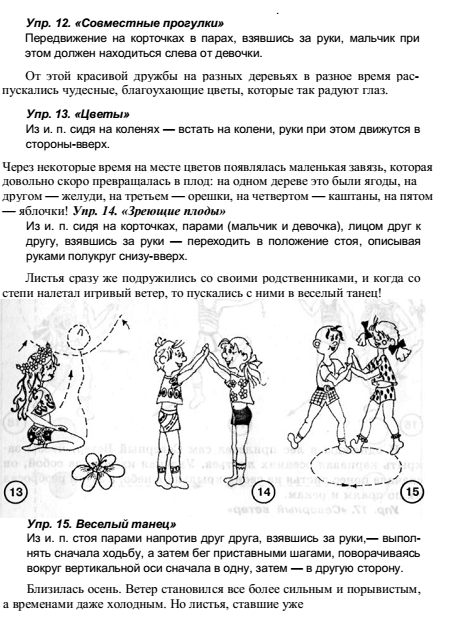 Упр. 12. «Совместные прогулки»
Передвижение на корточках в парах, взявшись за руки, мальчик при
этом должен находиться слева от девочки.
От этой красивой дружбы на разных деревьях в разное время рас-
пускались чудесные, благоухающие цветы, которые так радуют глаз.
Упр. 13. «Цветы»
Из и. п. сидя на коленях — встать на колени, руки при этом движутся в
стороны-вверх.
Через некоторые время на месте цветов появлялась маленькая завязь, которая
довольно скоро превращалась в плод: на одном дереве это были ягоды, на
другом — желуди, на третьем — орешки, на четвертом — каштаны, на пятом
— яблочки! Упр. 14. «Зреющие плоды»
Из и. п. сидя на корточках, парами (мальчик и девочка), лицом друг к
другу, взявшись за руки — переходить в положение стоя, описывая
руками полукруг снизу-вверх.
Листья сразу же подружились со своими родственниками, и когда со
степи налетал игривый ветер, то пускались с ними в веселый танец!
13
14
15
Упр. 15. Веселый танец»
Из и. п. стоя парами напротив друг друга, взявшись за руки,— выпол-
нять сначала ходьбу, а затем бег приставными шагами, поворачиваясь
вокруг вертикальной оси сначала в одну, затем — в другую сторону.
Близилась осень. Ветер становился все более сильным и порывистым,
а временами даже холодным. Но листья, ставшие уже